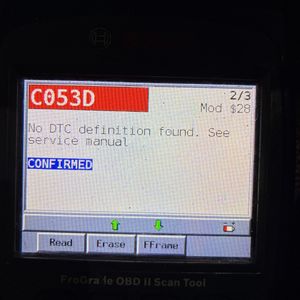 C053D 2/3
Mod $28
No DTC definition found. See
service manual
CONFIRMED
Read Erase FFrame
OBD II Scan Tool